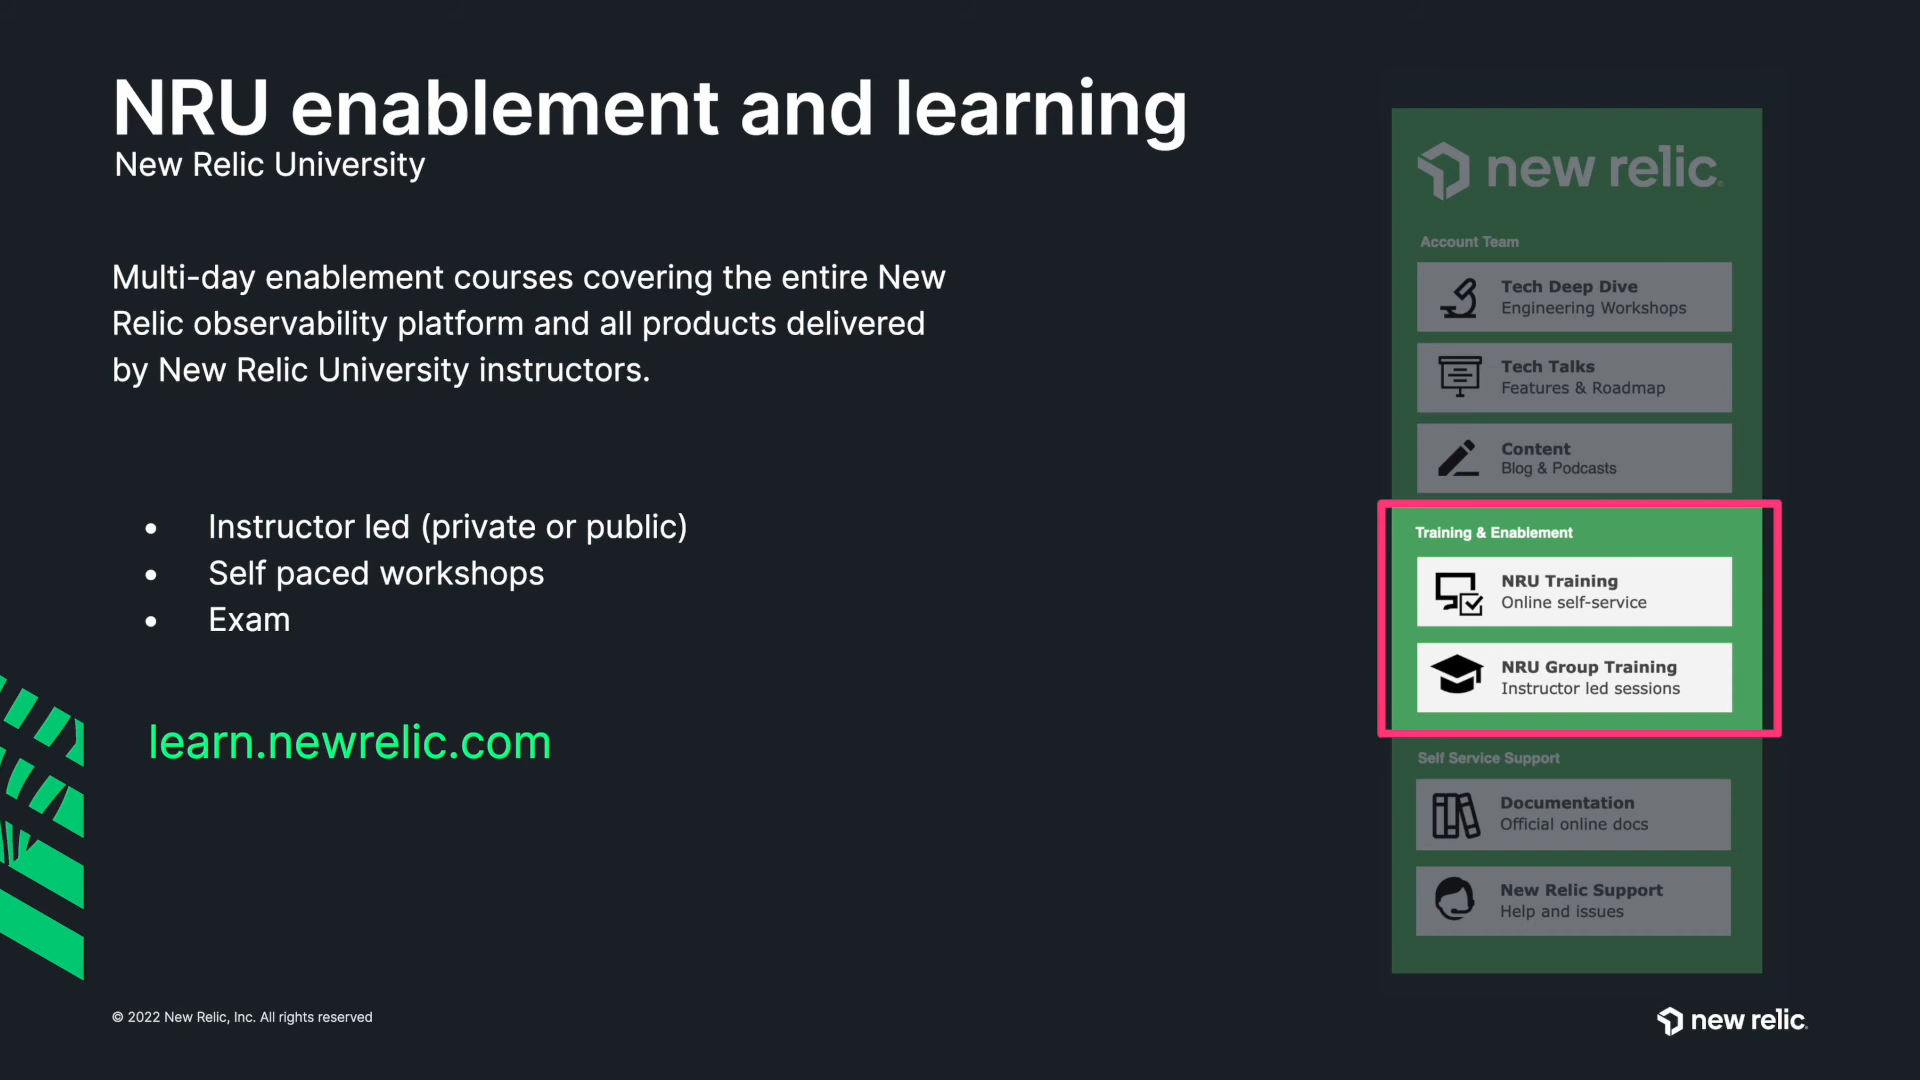 NRU enablement and learning
New Relic University
Multi-day enablement courses covering the entire New
Relic observability platform and all products delivered
by New Relic University instructors.
• Instructor led (private or public)
• Self paced workshops
• Exam
learn.newrelic.com
new relic
Account Team
Tech Deep Dive
Engineering Workshops
Tech Talks
Features & Roadmap
Content
Blog & Podcasts
Training & Enablement
NRU Training
Online self-service
NRU Group Training
Instructor led sessions
Self Service Support
Documentation
Official online docs
New Relic Support
Help and issues
© 2022 New Relic, Inc. All rights reserved
new relic